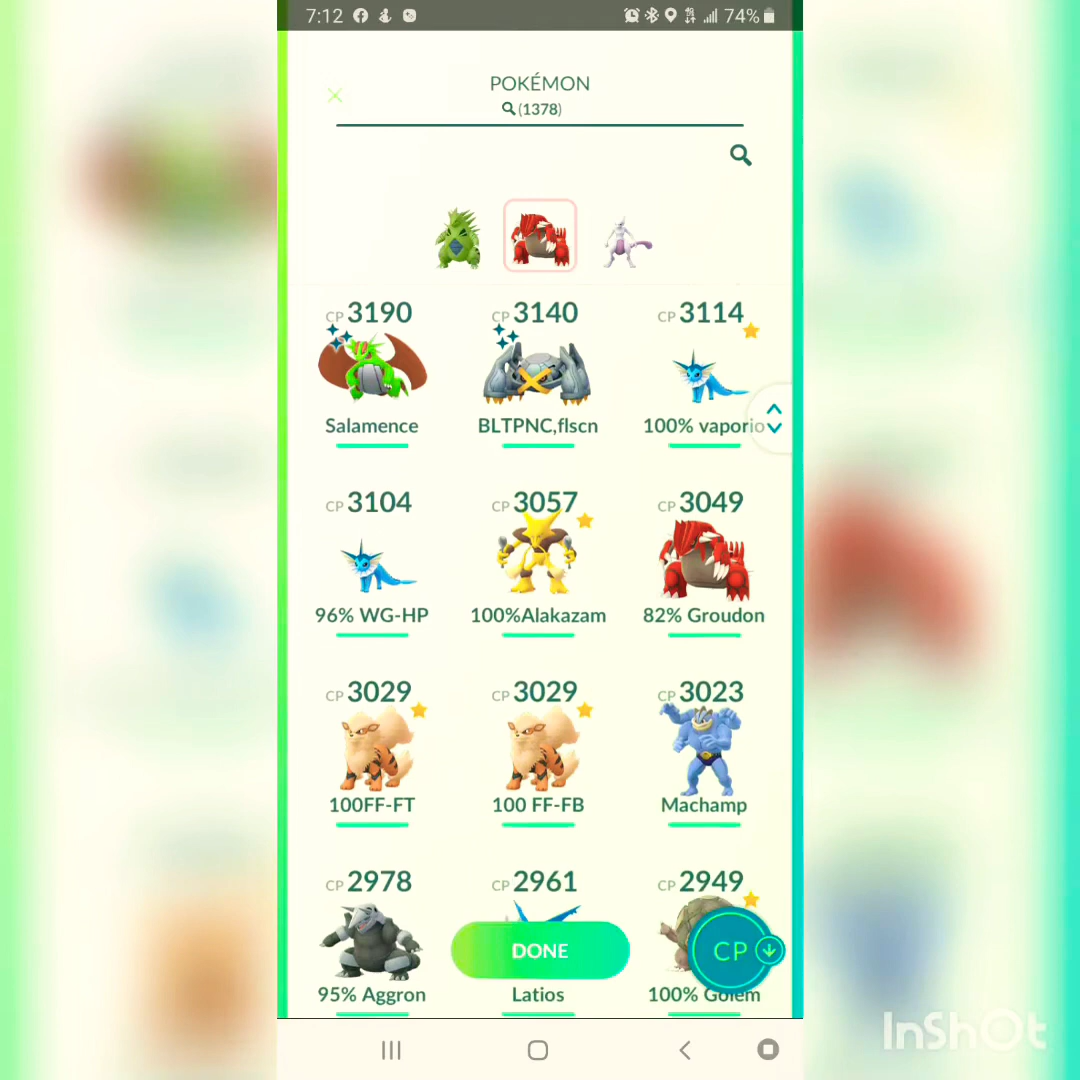 7:12
74%
POKÉMON
(1378)
CP 3190
CP 3140
CP 3114
Salamence
BLTPNC,flscn
100% vaporio
CP 3104
CP 3057
CP 3049
96% WG-HP
100%Alakazam
82% Groudon
CP 3029
CP 3029
CP 3023
100FF-FT
100 FF-FB
Machamp
CP 2978
CP 2961
CP 2949
DONE
CP
95% Aggron
Latios
100% Golem
InShOt